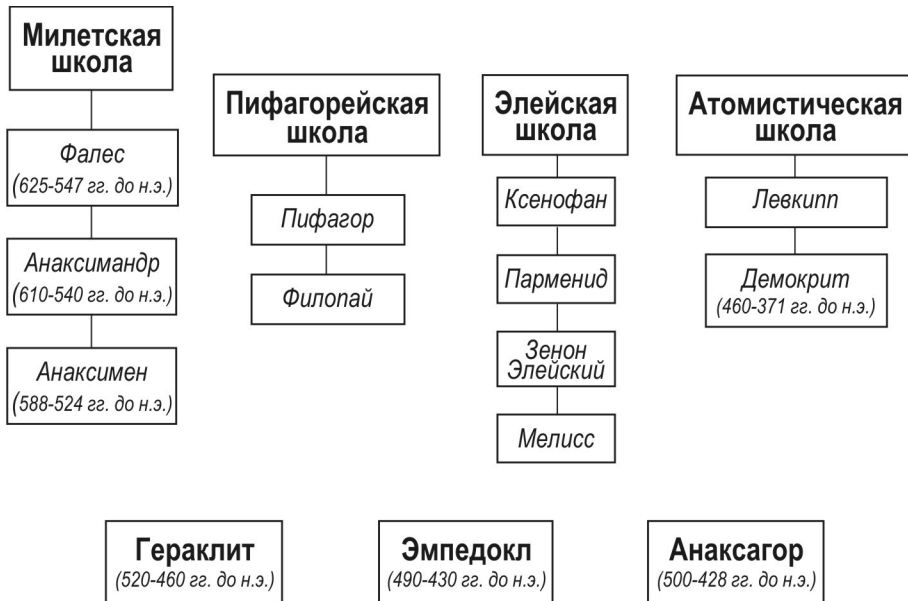 Милетская
школа
Фалес
(625-547 гг. до н.э.)
Анаксимандр
(610-540 гг. до н.э.)
Анаксимен
(588-524 гг. до н.э.)
Пифагорейская
школа
Пифагор
Филопай
Элейская
школа
Ксенофан
Парменид
Зенон
Элейский
Мелисс
Атомистическая
школа
Левкипп
Демокрит
(460-371 гг. до н.э.)
Гераклит
(520-460 гг. до н.э.)
Эмпедокл
(490-430 гг. до н.э.)
Анаксагор
(500-428 гг. до н.э.)